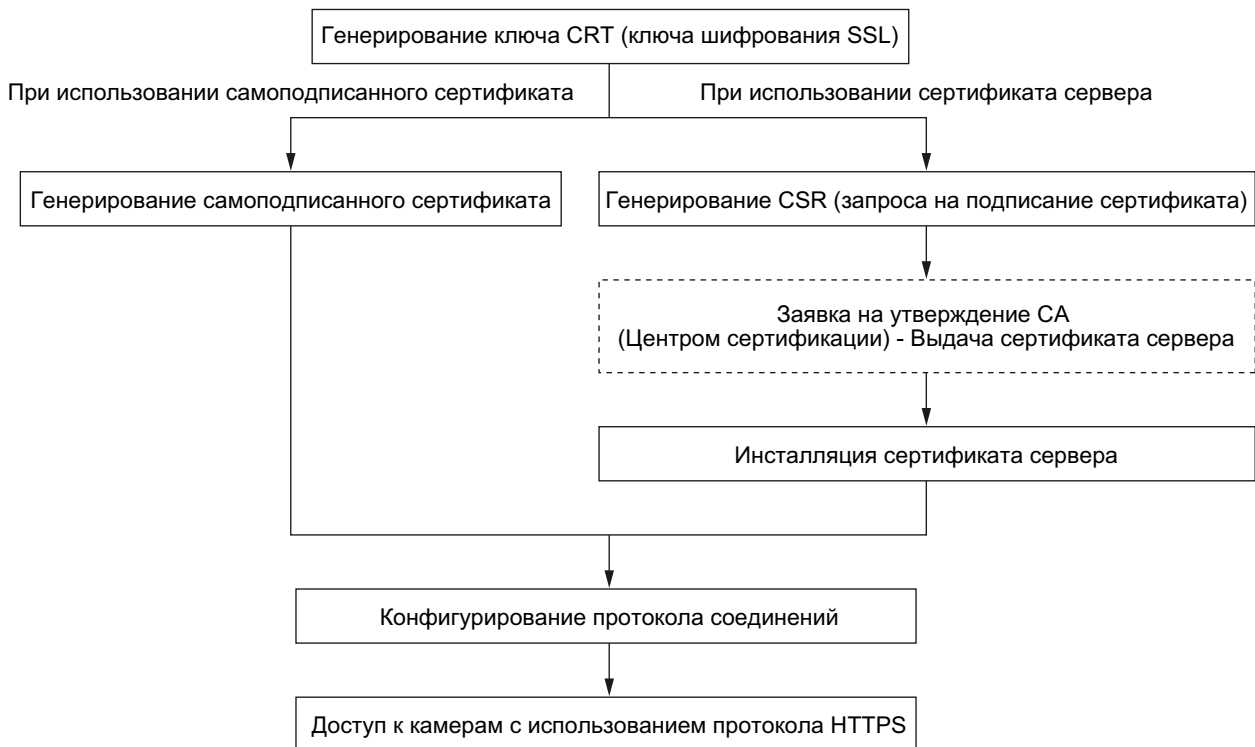 Генерирование ключа CRT (ключа шифрования SSL)
При использовании самоподписанного сертификата
При использовании сертификата сервера
Генерирование самоподписанного сертификата
Генерирование CSR (запроса на подписание сертификата)
Заявка на утверждение CA
(Центром сертификации) - Выдача сертификата сервера
Инсталляция сертификата сервера
Конфигурирование протокола соединений
Доступ к камерам с использованием протокола HTTPS